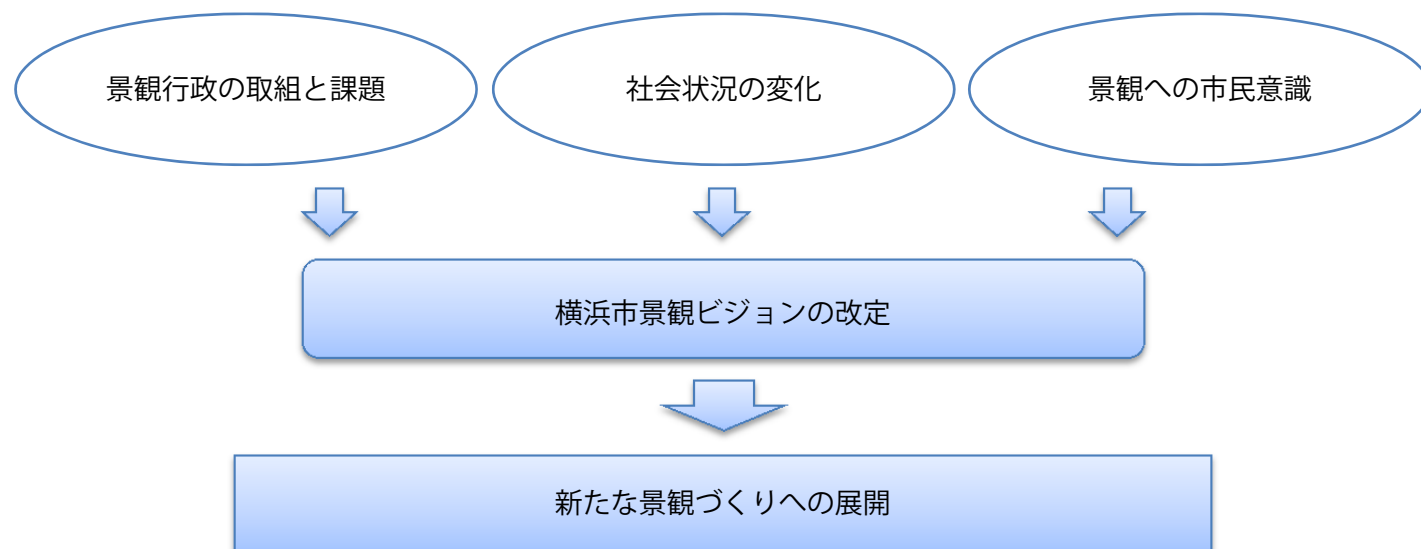 景観行政の取組と課題
社会状況の変化
景観への市民意識
横浜市景観ビジョンの改定
新たな景観づくりへの展開